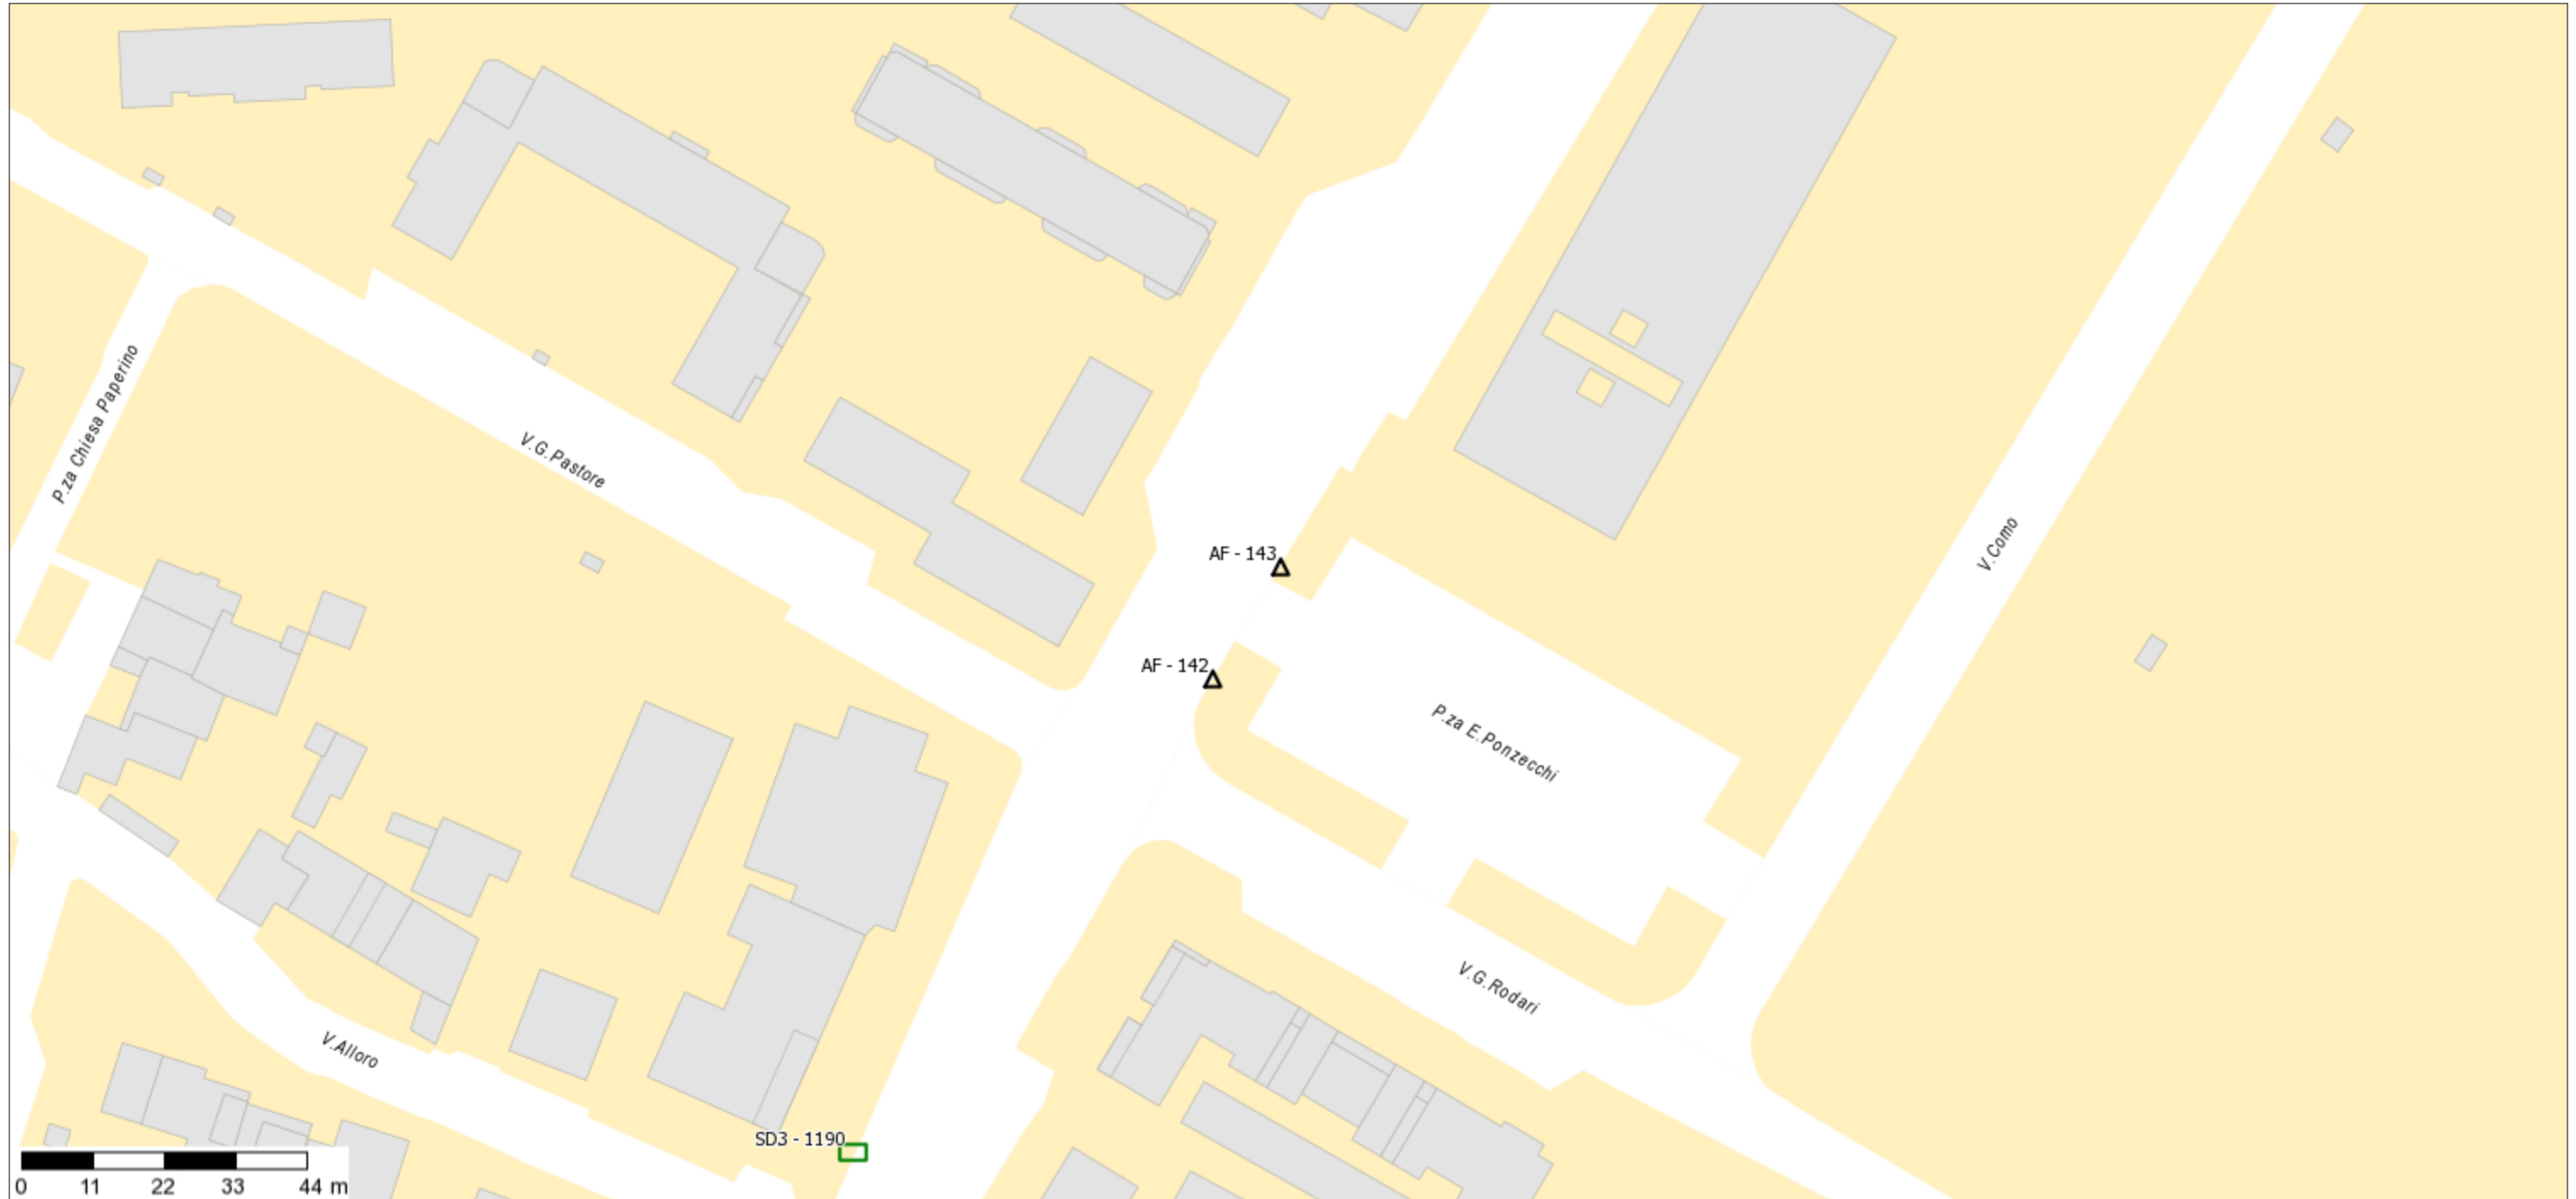 P.za Chiesa Paperino
V.G.Pastore
AF - 143
V.Como
AF - 142
P.za E.Ponzecchi
V.G.Rodari
V.Alloro
SD3 - 1190
0 11 22 33 44 m